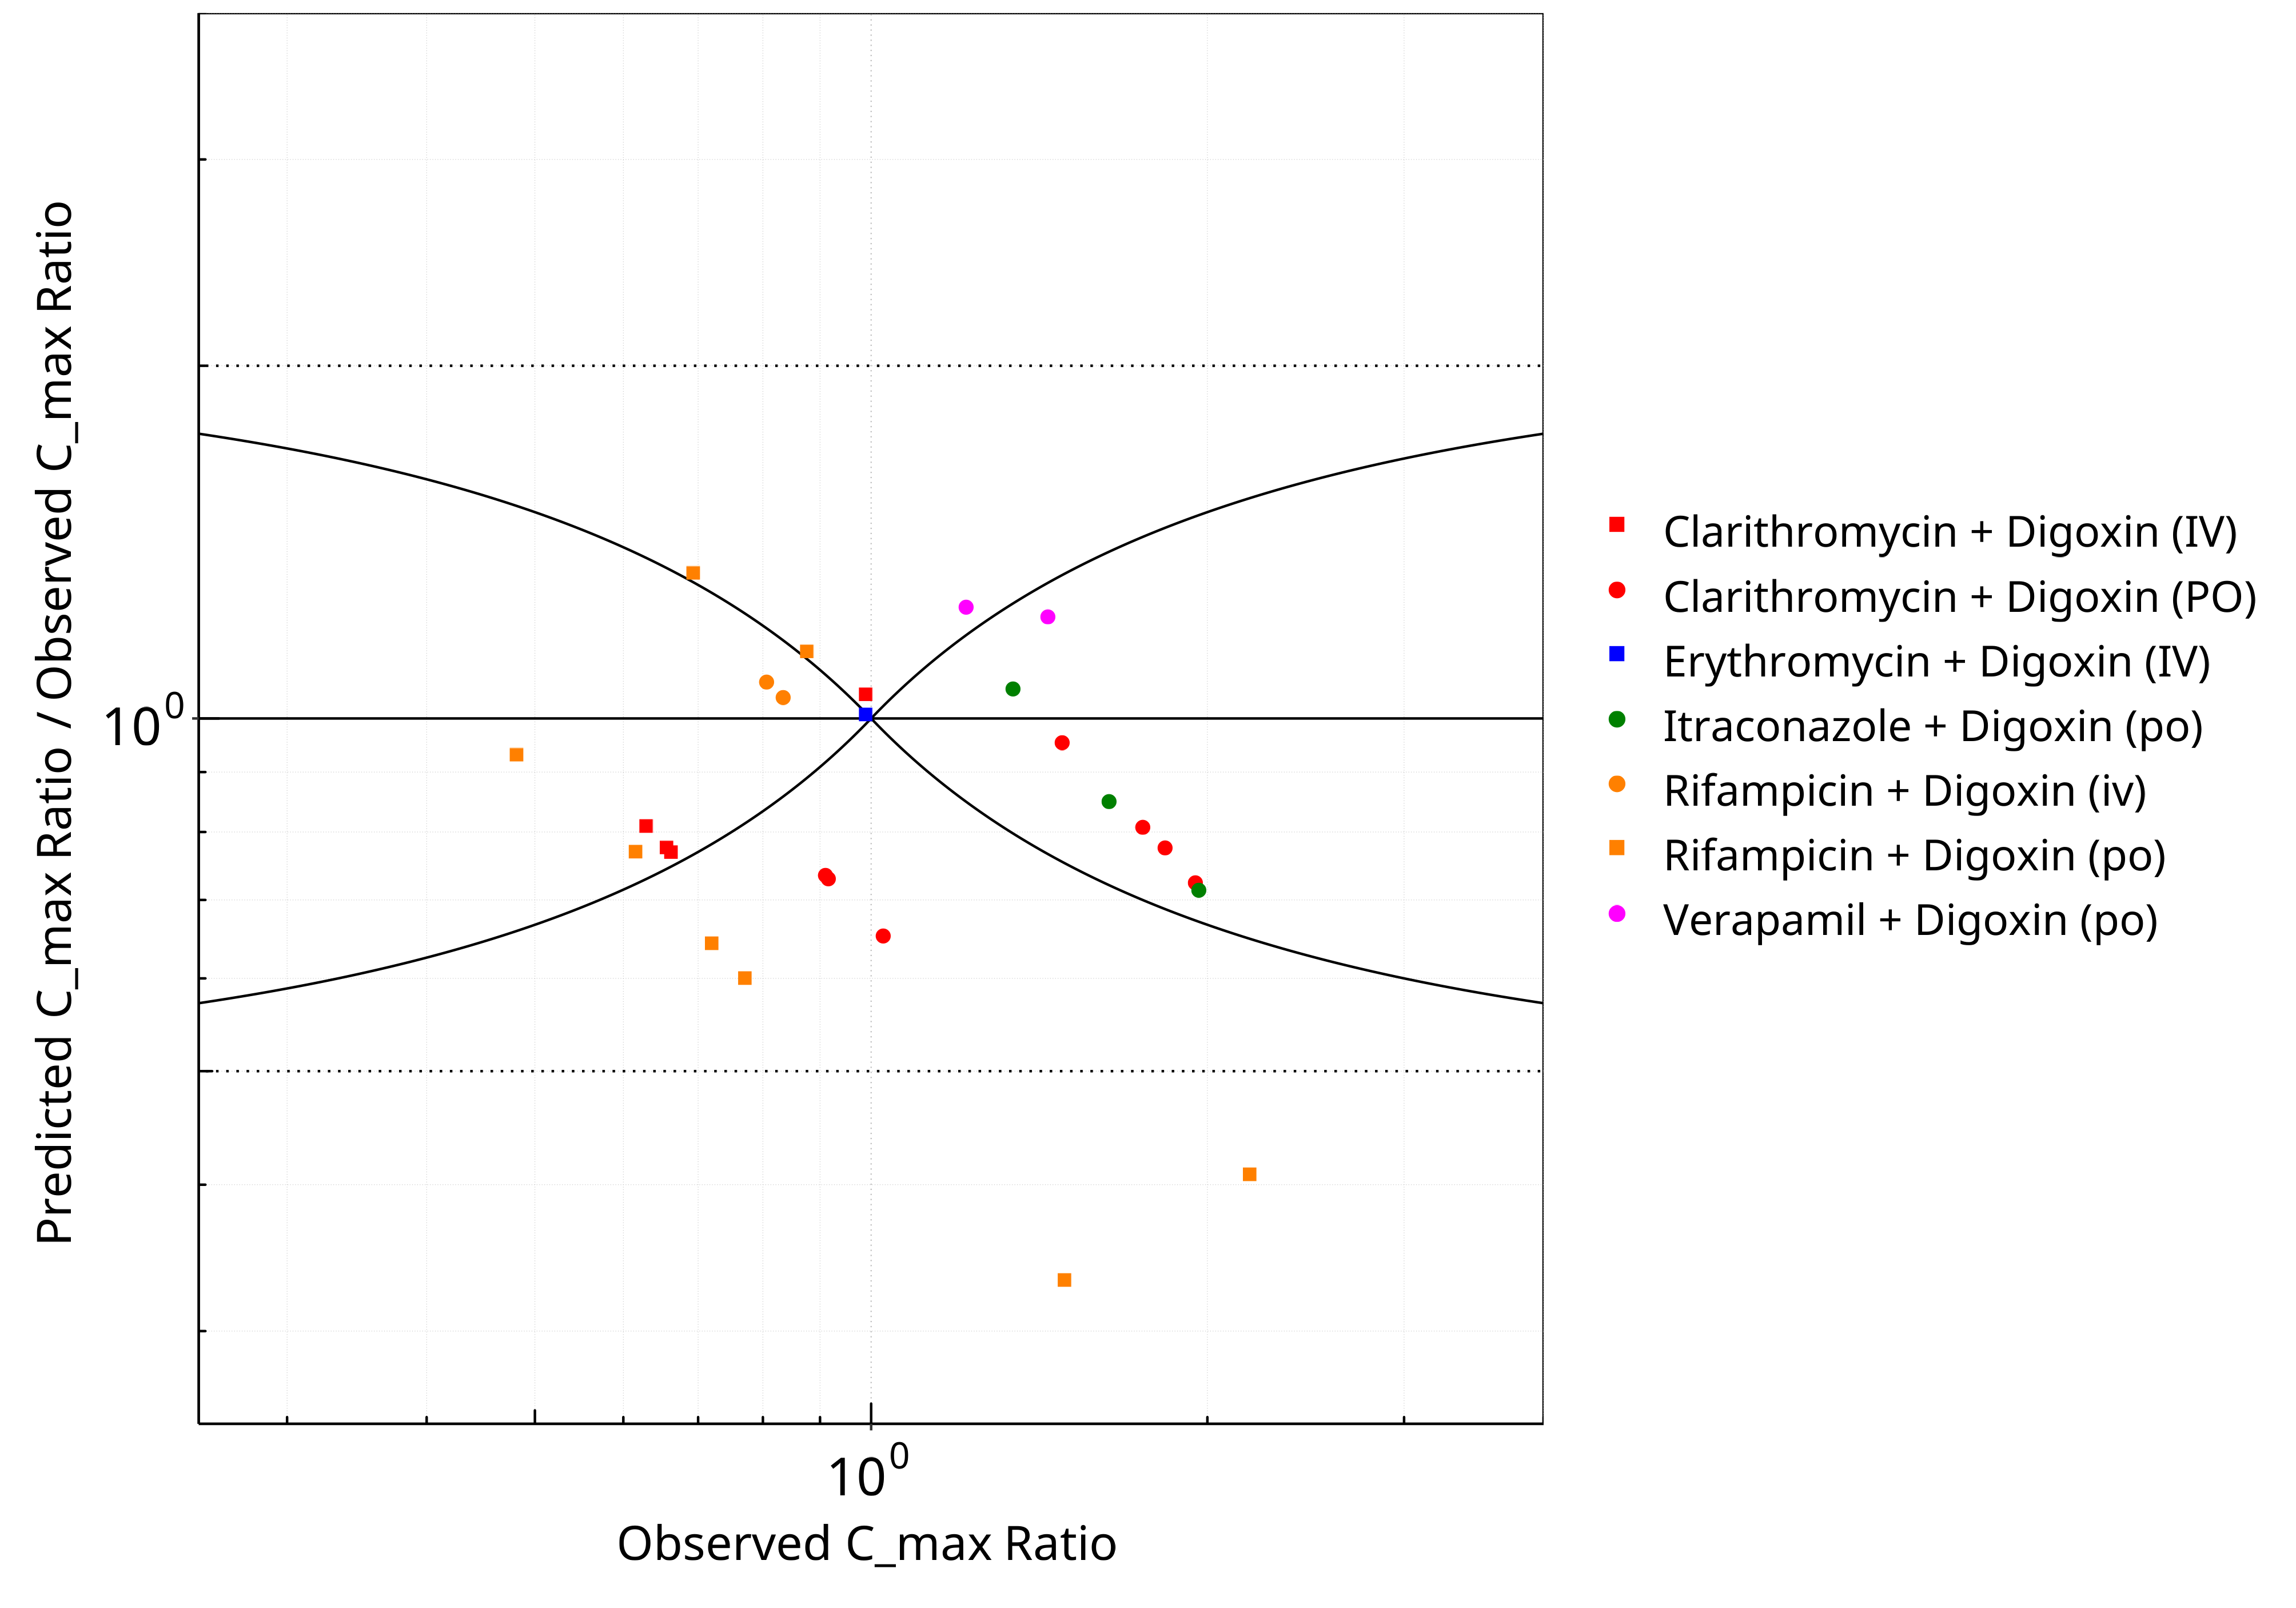 Predicted C_max Ratio / Observed C_max Ratio
10^0
10^0
Observed C_max Ratio
Clarithromycin + Digoxin (IV)
Clarithromycin + Digoxin (PO)
Erythromycin + Digoxin (IV)
Itraconazole + Digoxin (po)
Rifampicin + Digoxin (iv)
Rifampicin + Digoxin (po)
Verapamil + Digoxin (po)